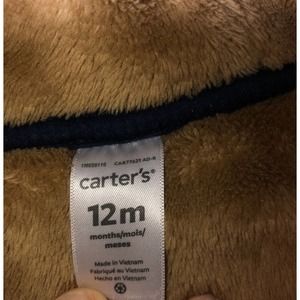 carter's®
12m
months/mois/
meses
Made in Vietnam
Fabriqué au Vietnam
Hecho en Vietnam